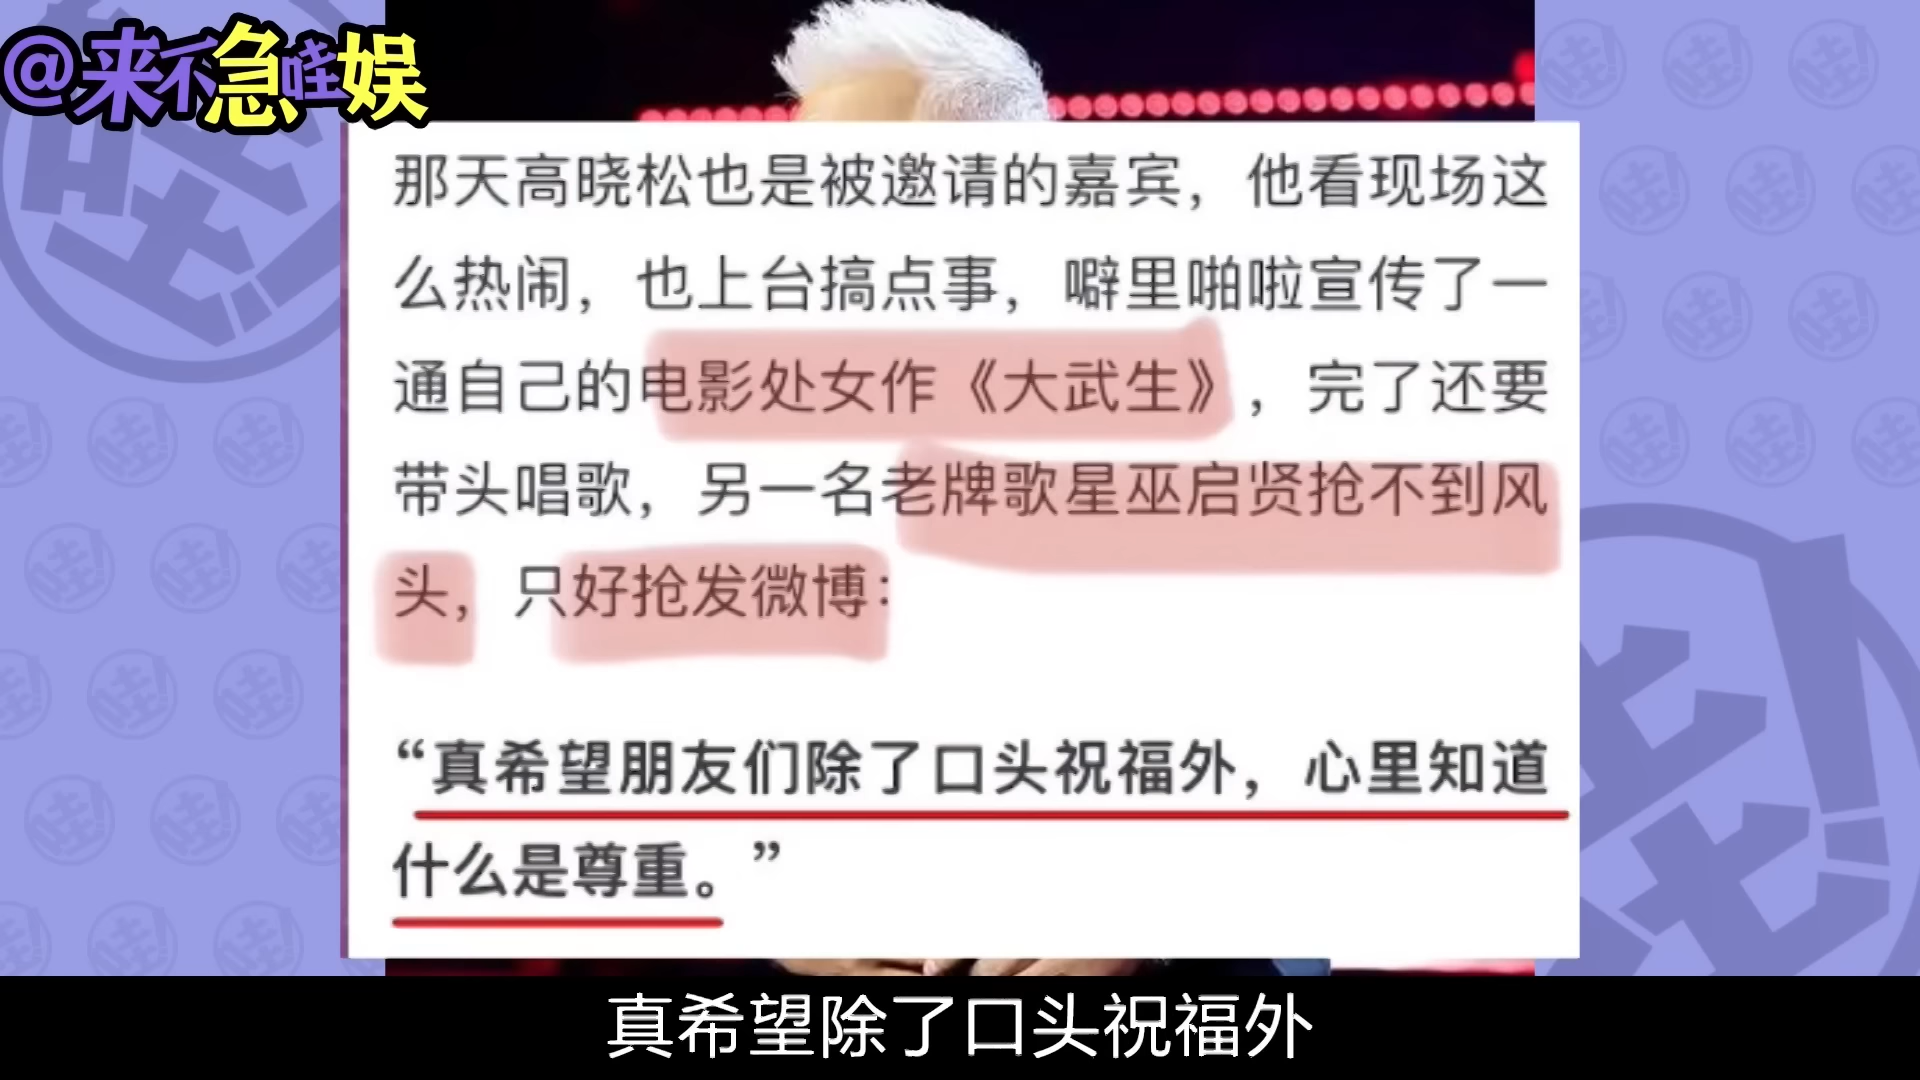 @来不急哇娱
那天高晓松也是被邀请的嘉宾，他看现场这
么热闹，也上台搞点事，噼里啪啦宣传了一
通自己的电影处女作《大武生》，完了还要
带头唱歌，另一名老牌歌星巫启贤抢不到风
头，只好抢发微博：
“真希望朋友们除了口头祝福外，心里知道
什么是尊重。”
真希望除了口头祝福外